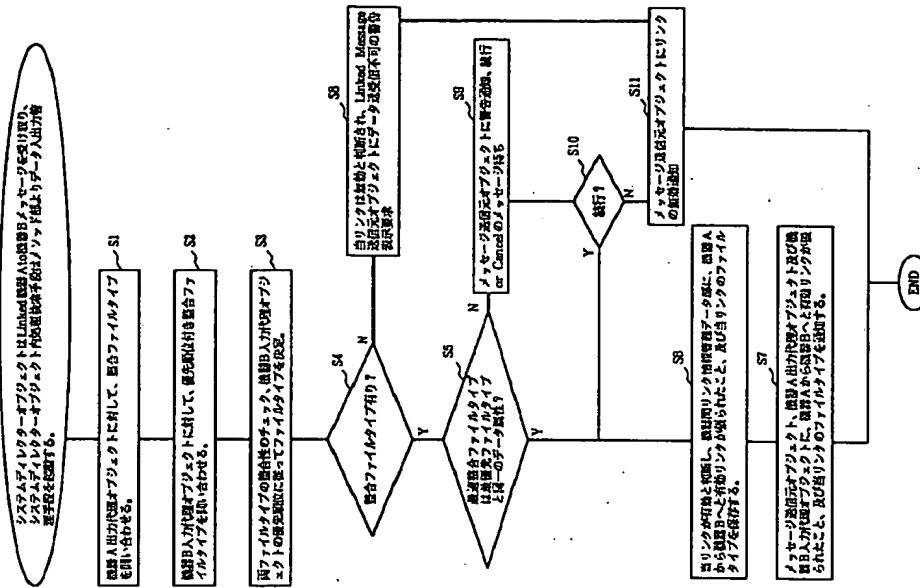 システムディレクターオブジェクトはLinked機器A to機器Bメッセージを受け取り、
システムディレクターオブジェクト内処理検索手段はメソッド部よりデータ入出力管
理手段を起動する。
S1
機器A出力代理オブジェクトに対して、整合ファイルタイプ
を問い合わせる。
S2
機器B入力代理オブジェクトに対して、優先順位付き整合ファ
イルタイプを問い合わせる。
S3
両ファイルタイプの整合性のチェック、機器B入力代理オブジェ
クトの優先順位に従ってファイルタイプを決定。
S4
整合ファイルタイプ有り?
N
Y
S8
当リンクは無効と判断され、Linked Message
送信元オブジェクトにデータ送受信不可の警告
表示要求
S5
最適整合ファイルタイプ
は最優先ファイルタイプ
と同一のデータ属性?
N
Y
S9
メッセージ送信元オブジェクトに警告通知、続行
or Cancelのメッセージ待ち
S10
続行?
Y
N
S11
メッセージ送信元オブジェクトにリンク
の無効通知
S6
当リンクが有効と判断し、機器間リンク情報管理データ部に、機器A
から機器Bへと有効リンクが張られたこと、及び当リンクのファイル
タイプを保存する。
S7
メッセージ送信元オブジェクト、機器A出力代理オブジェクト及び機
器B入力代理オブジェクトに、機器Aから機器Bへと有効リンクが張
られたこと、及び当リンクのファイルタイプを通知する。
END